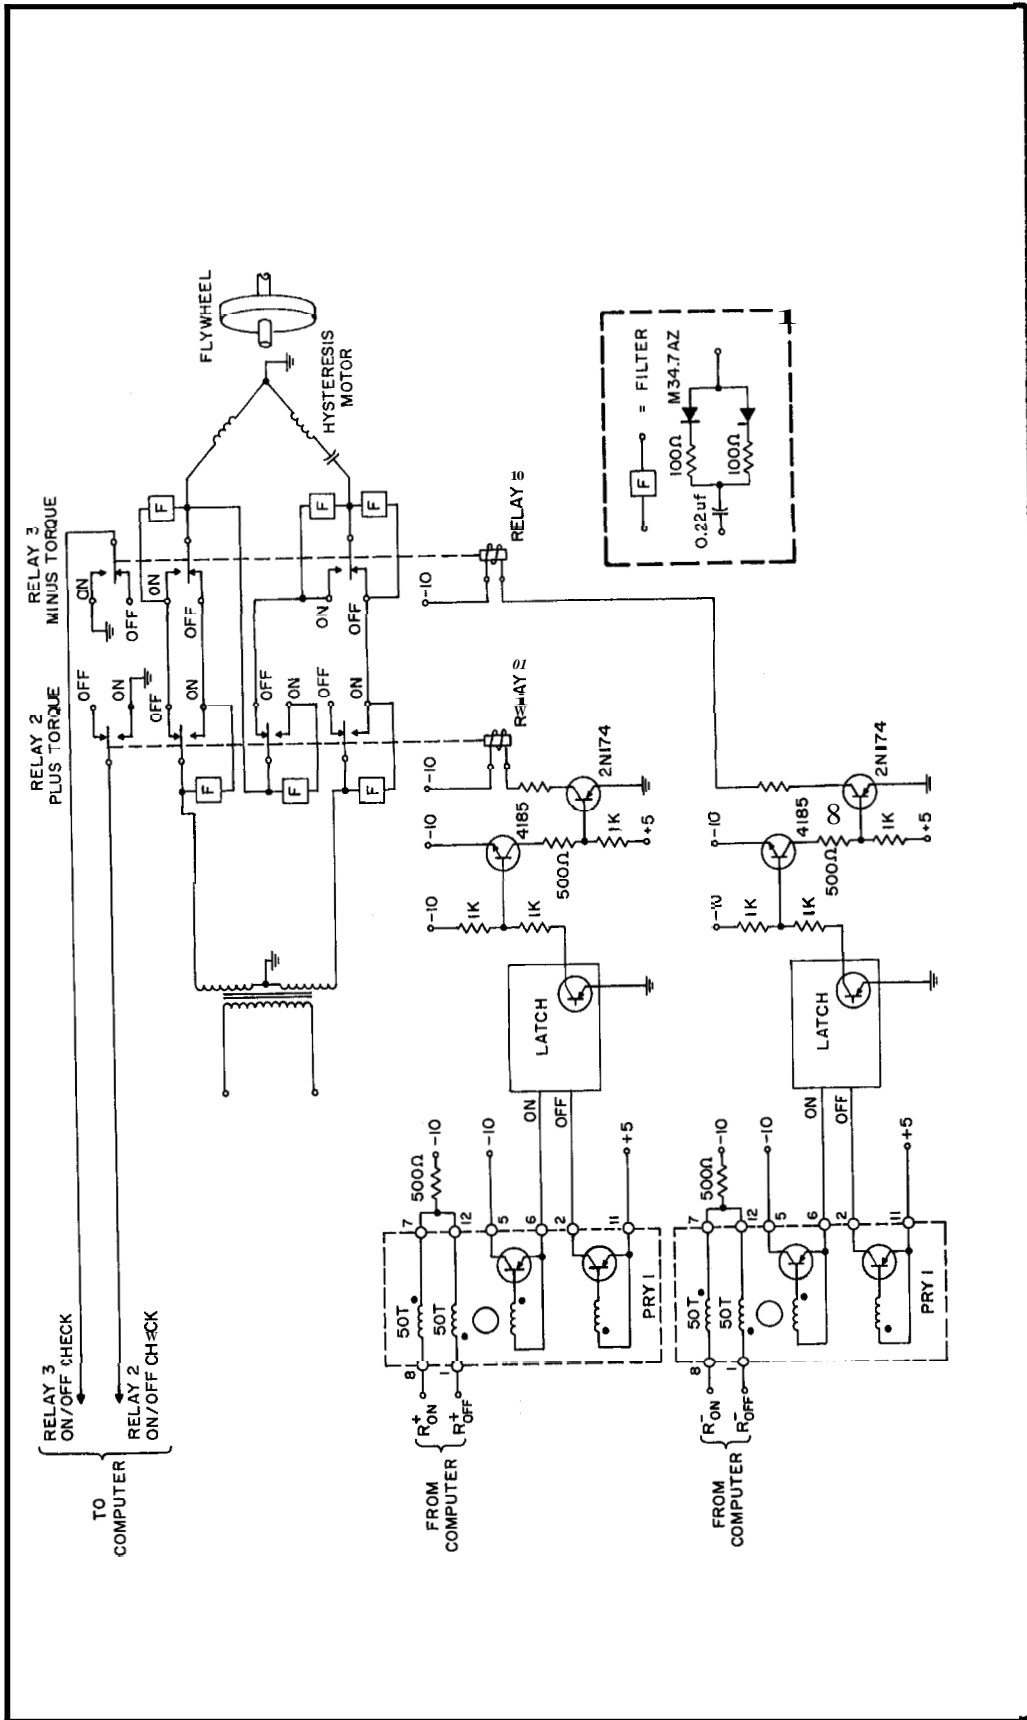 RELAY 3
ON/OFF CHECK
RELAY 2
ON/OFF CHECK
TO
COMPUTER
RELAY 2
PLUS TORQUE
RELAY 3
MINUS TORQUE
OFF
ON
ON
OFF
OFF
ON
ON
OFF
OFF
ON
OFF
ON
ON
OFF
F
F
F
F
F
F
FLYWHEEL
HYSTERESIS
MOTOR
RELAY 10
-10
FROM
COMPUTER
R+ON
R+OFF
8
1
50T
50T
7
12
500Ω
-10
5
-10
6
2
11
+5
PRY 1
ON
OFF
LATCH
-10
1K
1K
-10
4185
500Ω
1K
+5
-10
01
2N174
F = FILTER
0.22uf
100Ω
100Ω
M34.7AZ
1
FROM
COMPUTER
R-ON
R-OFF
8
1
50T
50T
7
12
500Ω
-10
5
-10
6
2
11
+5
PRY 1
ON
OFF
LATCH
1K
1K
-10
4185
8
500Ω
1K
+5
2N174